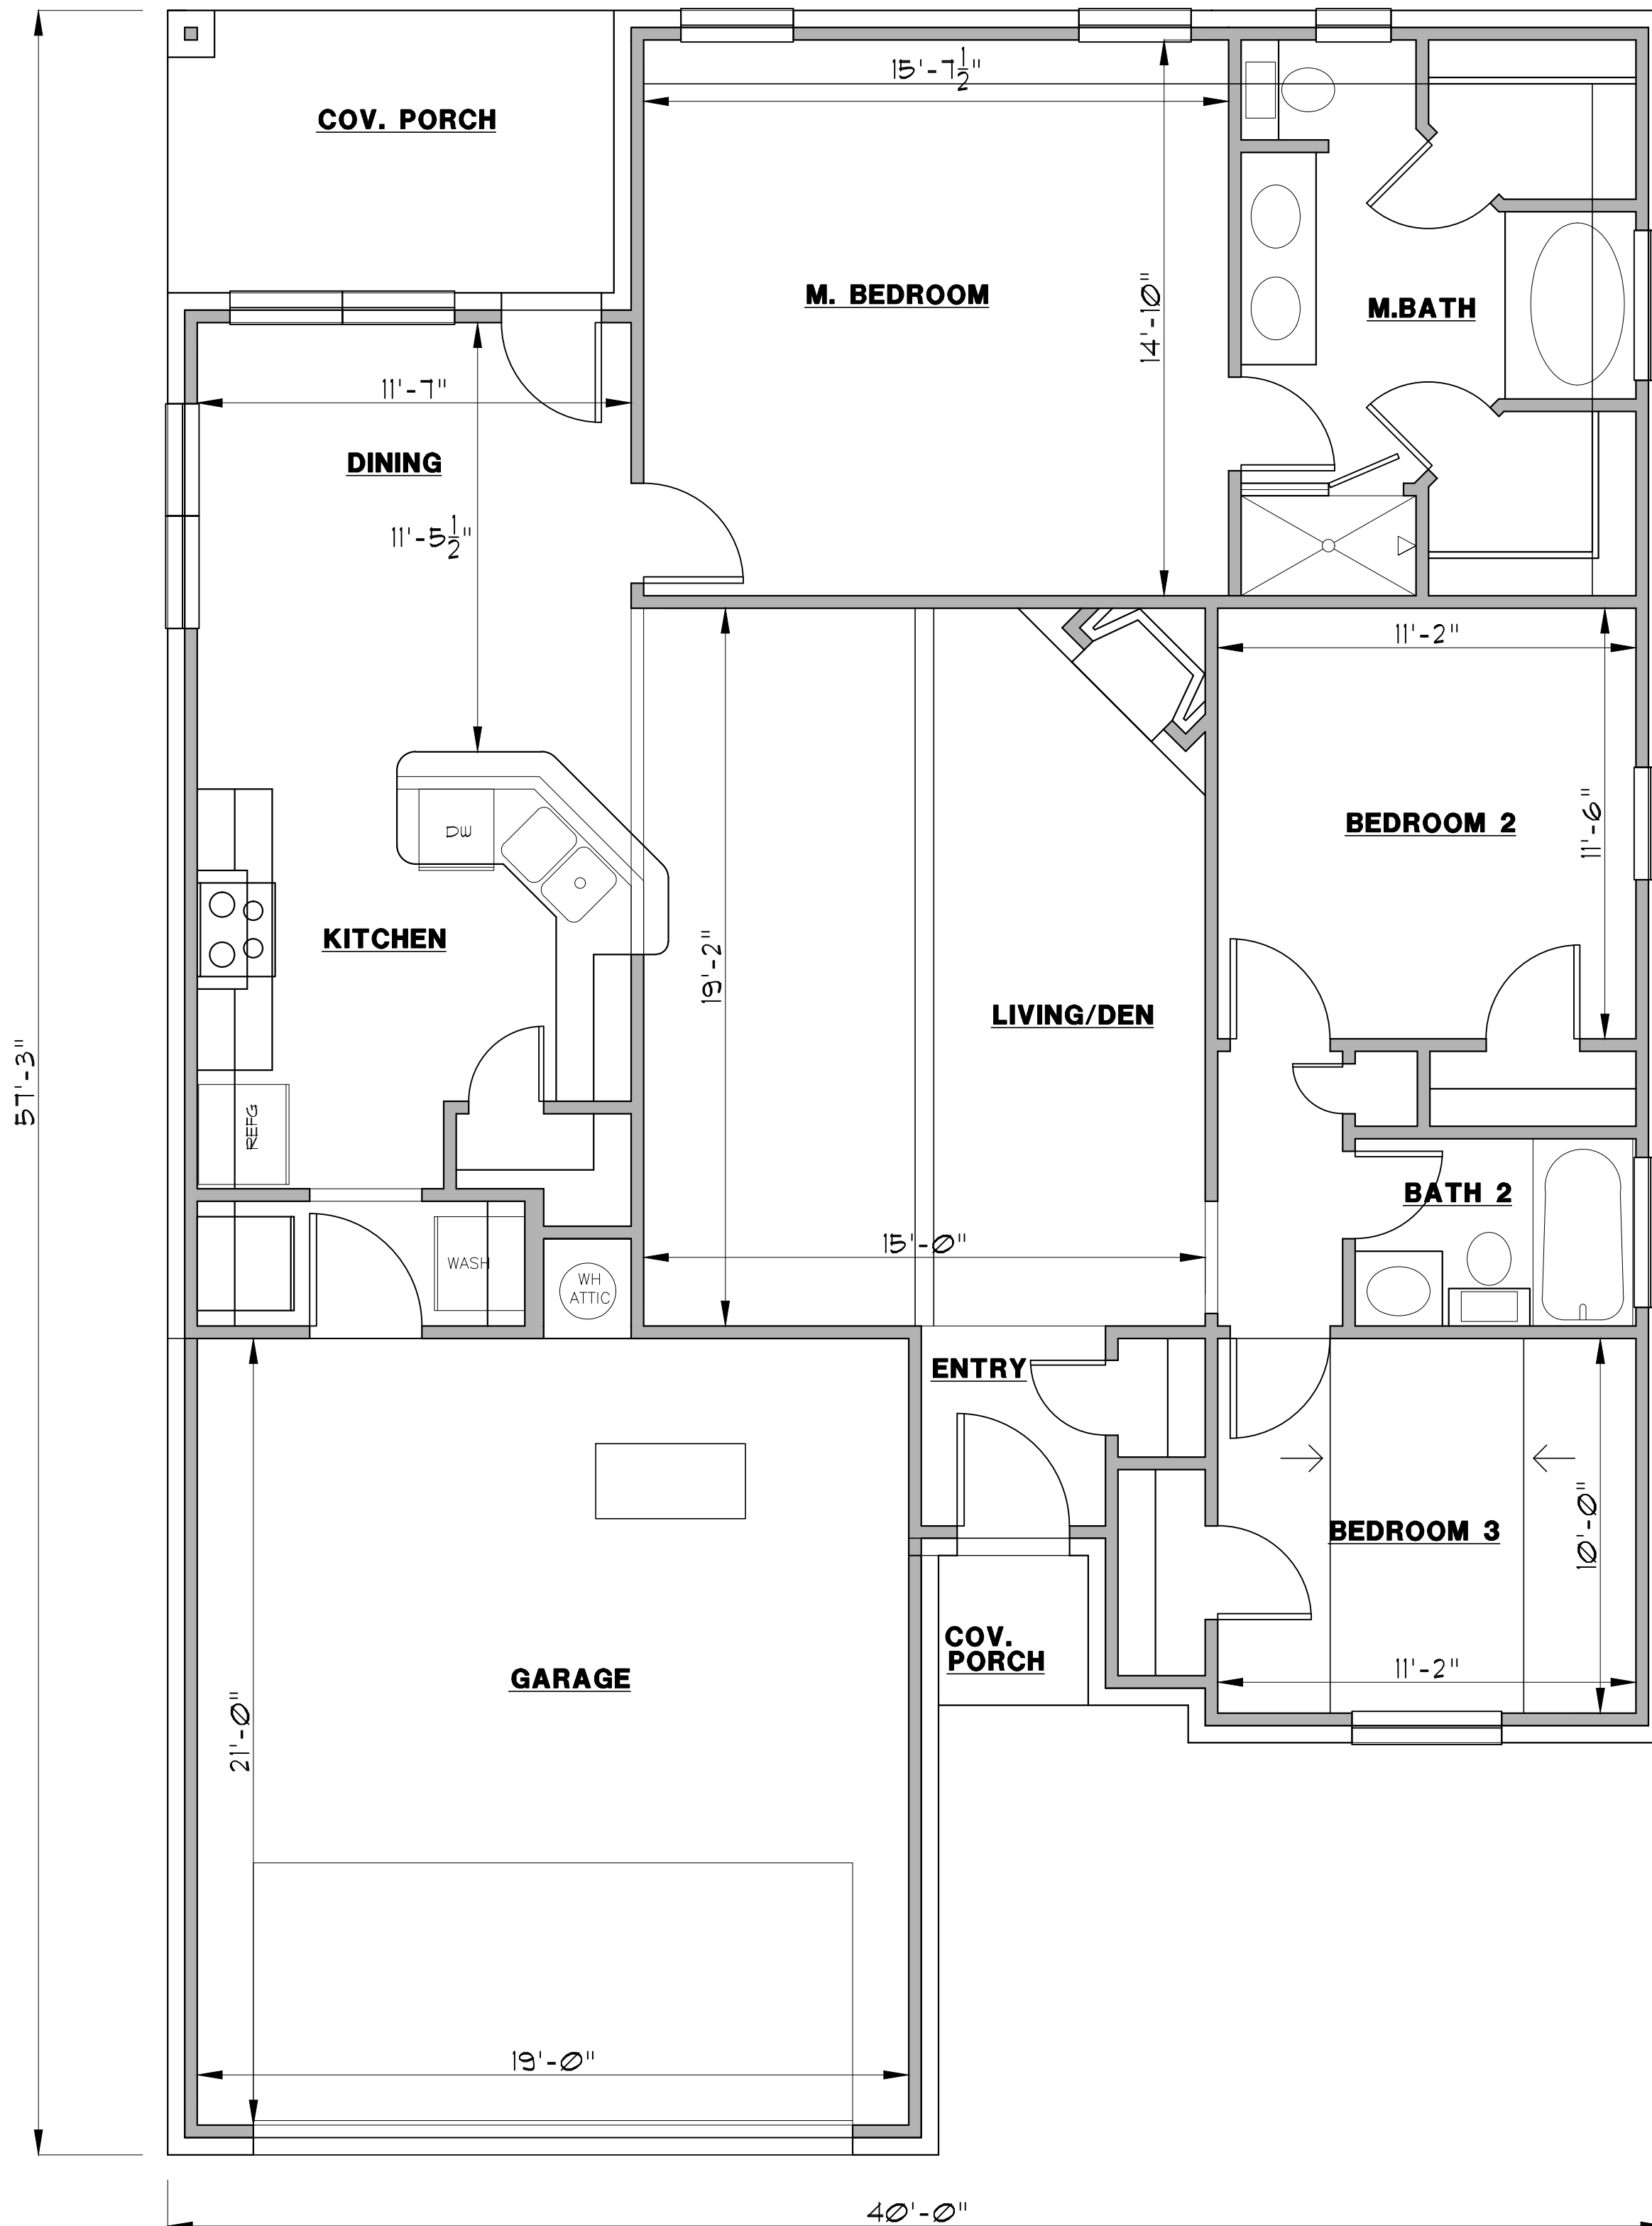 COV. PORCH
15'-7 1/2"
M. BEDROOM
14'-10"
M.BATH
11'-7"
DINING
11'-5 1/2"
11'-2"
BEDROOM 2
11'-6"
DW
KITCHEN
19'-2"
LIVING/DEN
57'-3"
REFG
BATH 2
15'-0"
WASH
WH
ATTIC
ENTRY
BEDROOM 3
10'-0"
COV.
PORCH
11'-2"
GARAGE
21'-0"
19'-0"
40'-0"